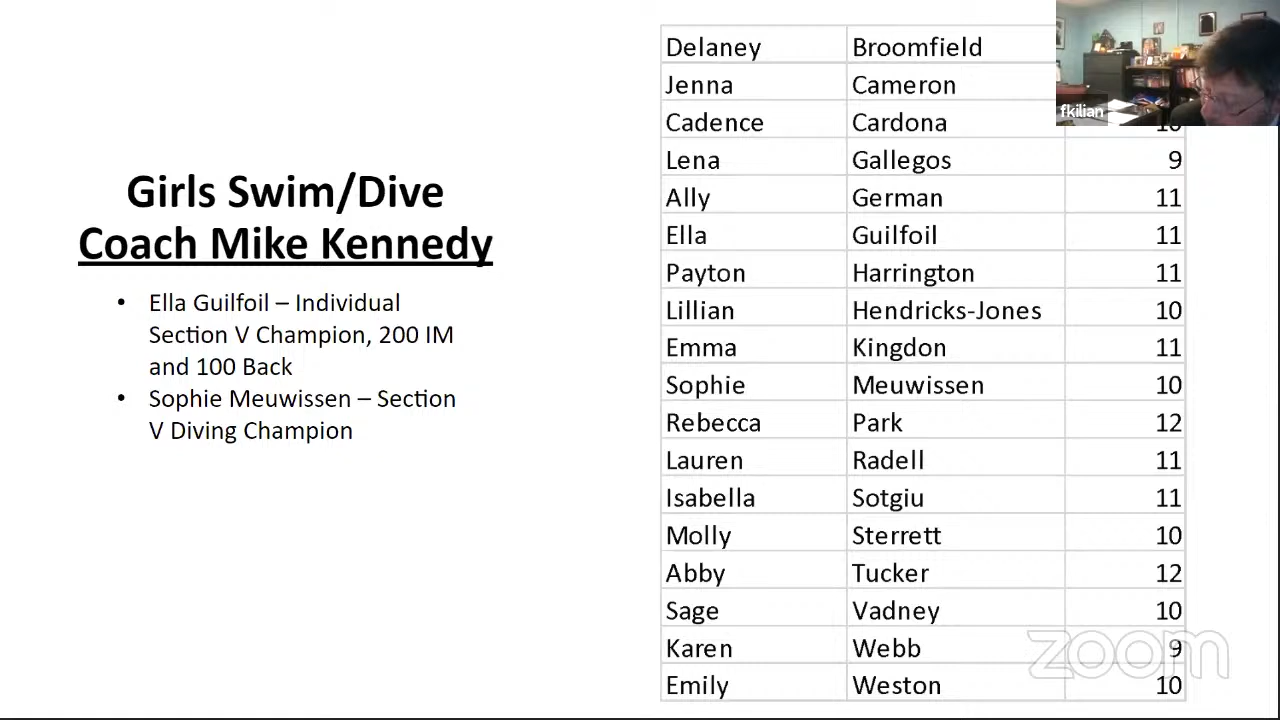 Girls Swim/Dive
Coach Mike Kennedy
• Ella Guilfoil – Individual
Section V Champion, 200 IM
and 100 Back
• Sophie Meuwissen – Section
V Diving Champion
Delaney Broomfield
Jenna Cameron
Cadence Cardona
Lena Gallegos 9
Ally German 11
Ella Guilfoil 11
Payton Harrington 11
Lillian Hendricks-Jones 10
Emma Kingdon 11
Sophie Meuwissen 10
Rebecca Park 12
Lauren Radell 11
Isabella Sotgiu 11
Molly Sterrett 10
Abby Tucker 12
Sage Vadney 10
Karen Webb 9
Emily Weston 10
fkilian
zoom